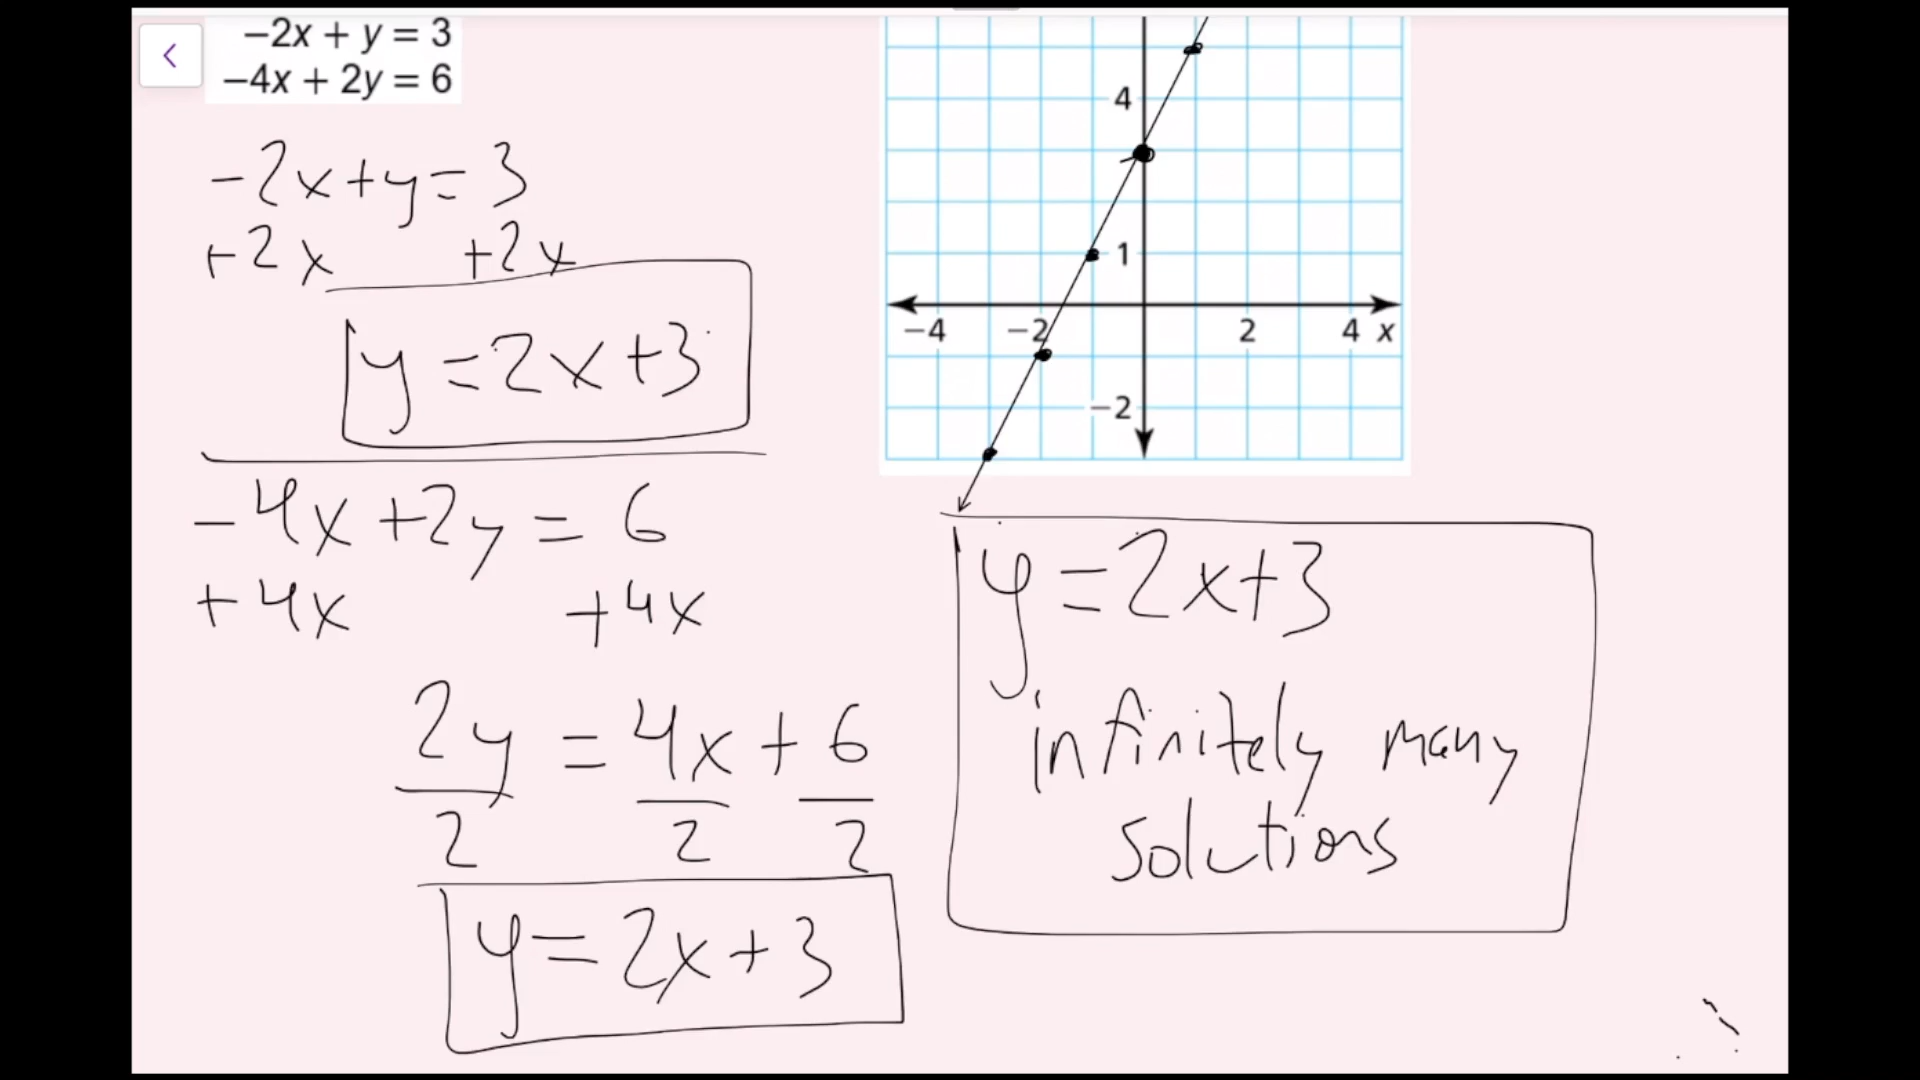 −2x + y = 3
−4x + 2y = 6
-2x+y=3
+2x +2x
y=2x+3
-4x+2y=6
+4x +4x
2y = 4x + 6
2 2 2
y=2x+3
4
1
−4 −2 2 4 x
−2
y=2x+3
infinitely many
solutions